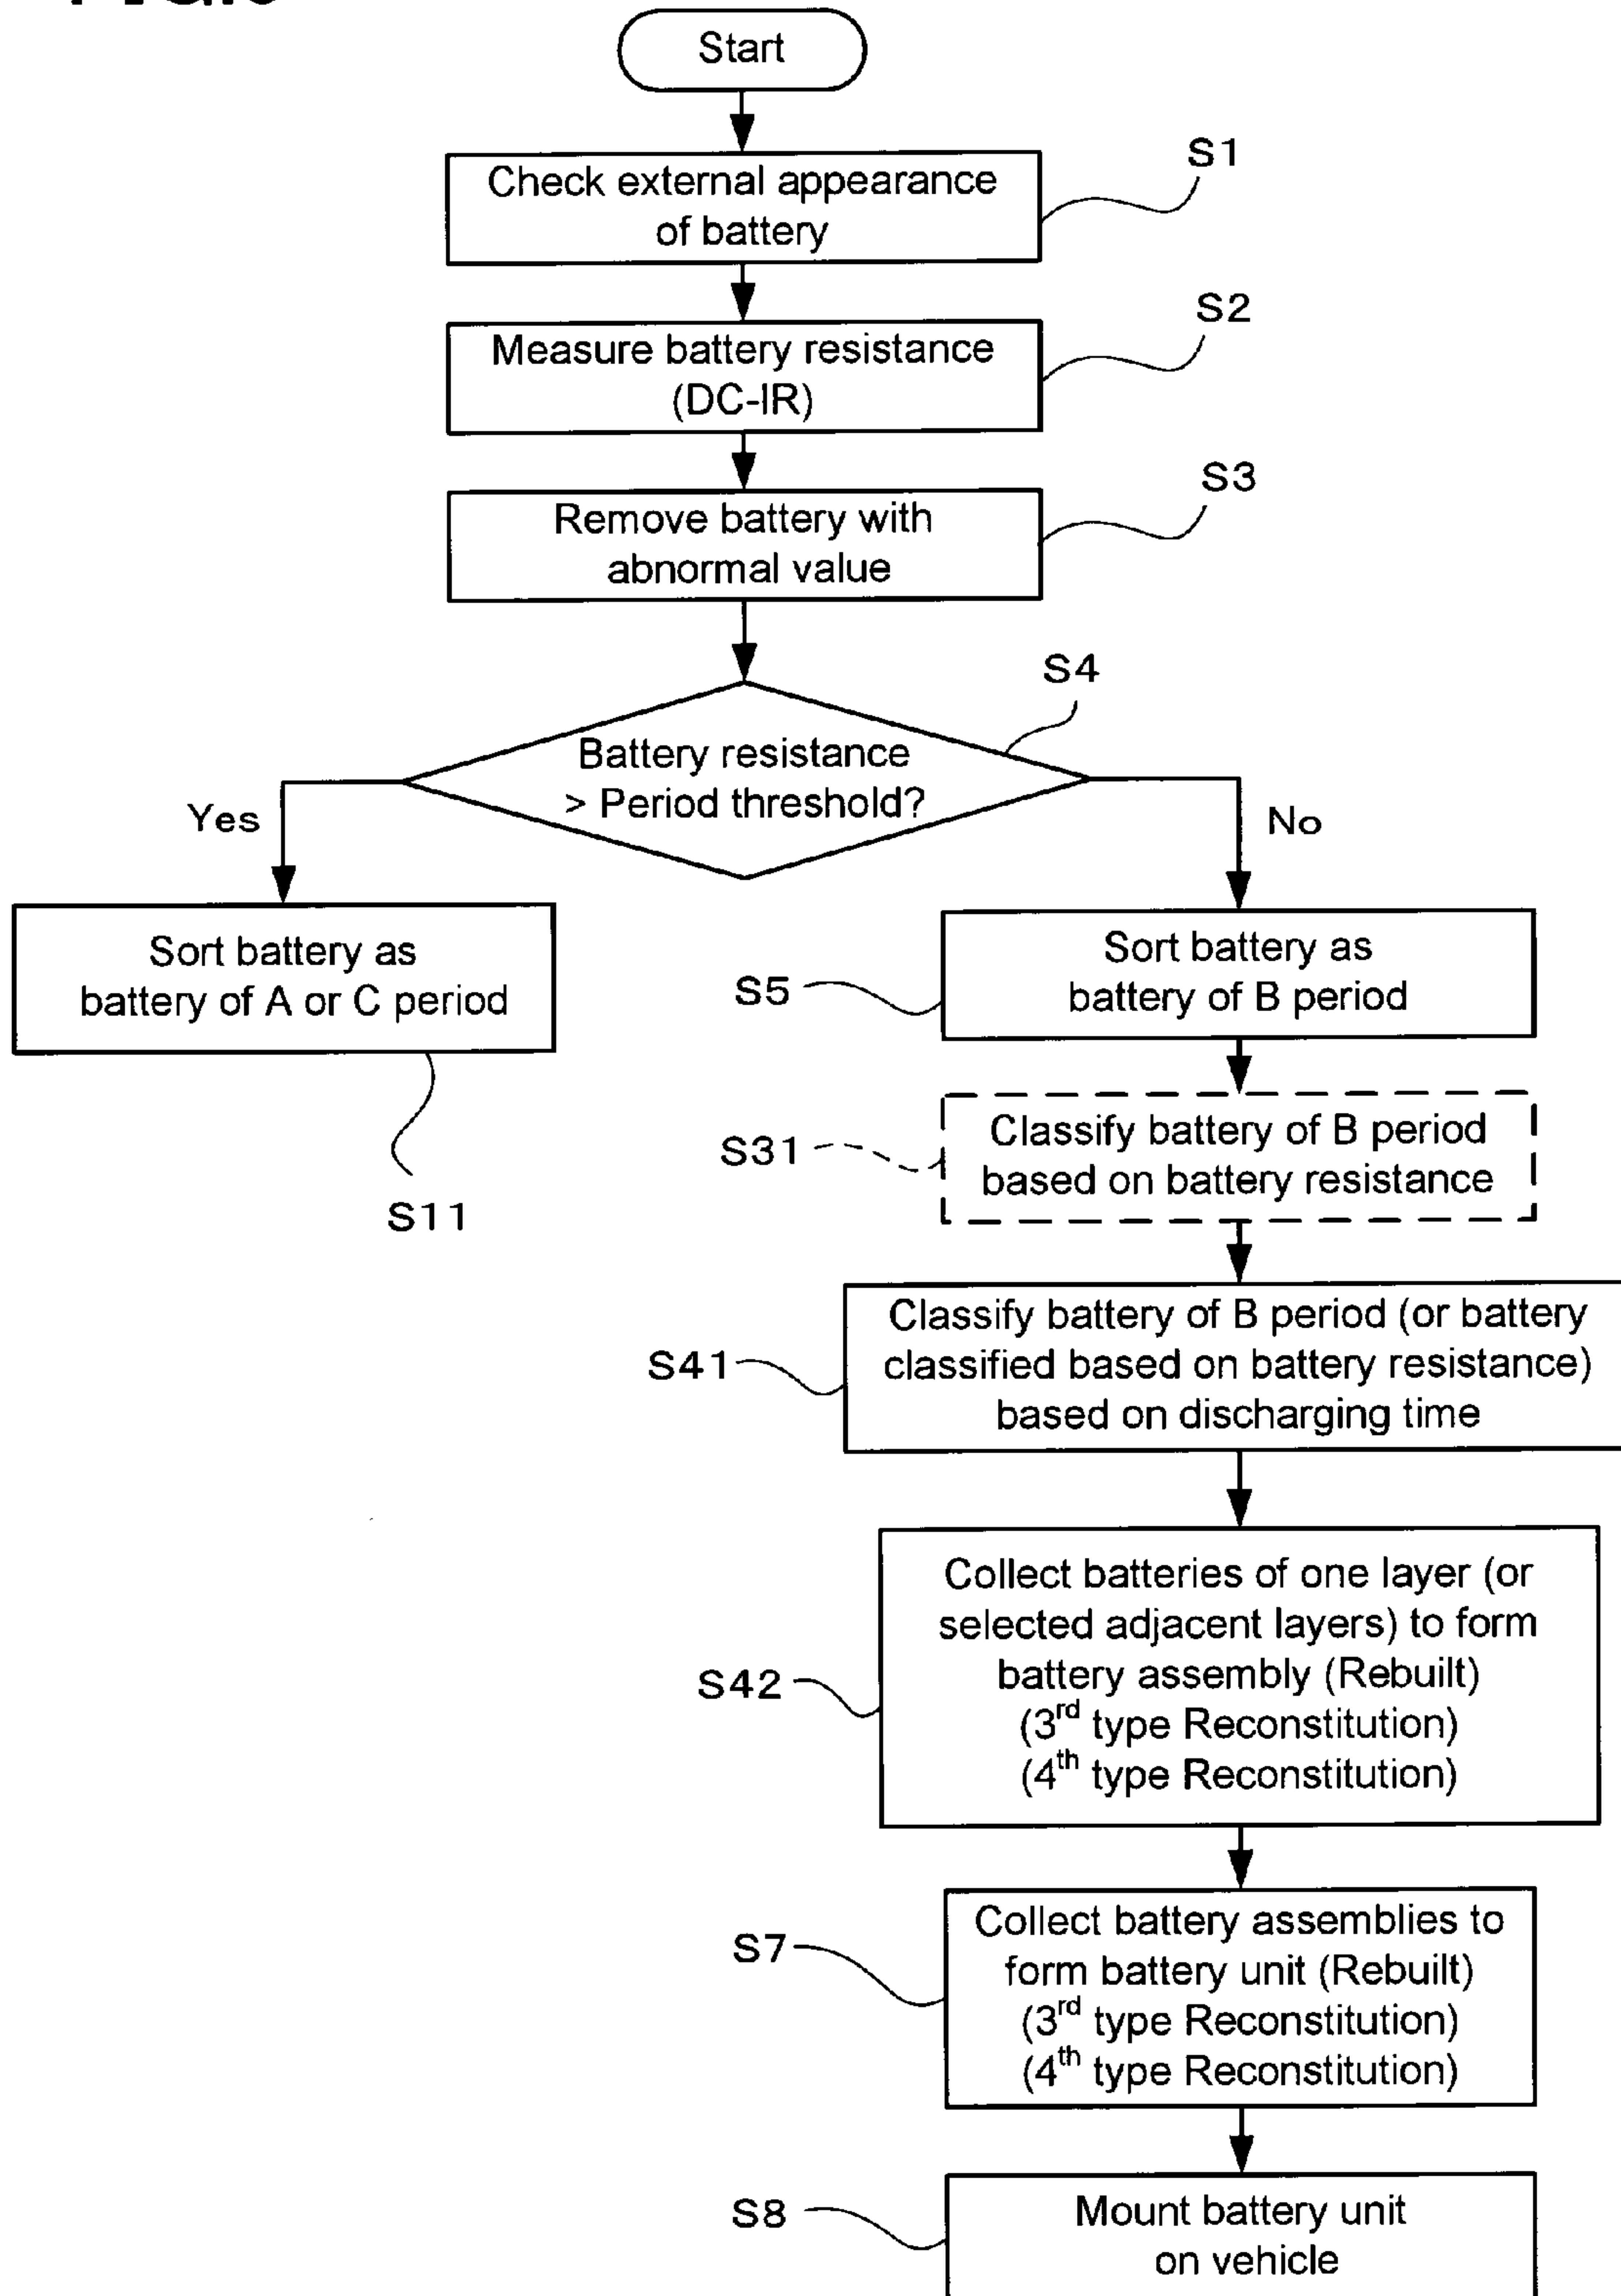 Start
S1
Check external appearance
of battery
S2
Measure battery resistance
(DC-IR)
S3
Remove battery with
abnormal value
S4
Battery resistance
> Period threshold?
Yes
No
Sort battery as
battery of A or C period
S11
Sort battery as
battery of B period
S5
Classify battery of B period
based on battery resistance
S31
Classify battery of B period (or battery
classified based on battery resistance)
based on discharging time
S41
Collect batteries of one layer (or
selected adjacent layers) to form
battery assembly (Rebuilt)
(3rd type Reconstitution)
(4th type Reconstitution)
S42
Collect battery assemblies to
form battery unit (Rebuilt)
(3rd type Reconstitution)
(4th type Reconstitution)
S7
Mount battery unit
on vehicle
S8